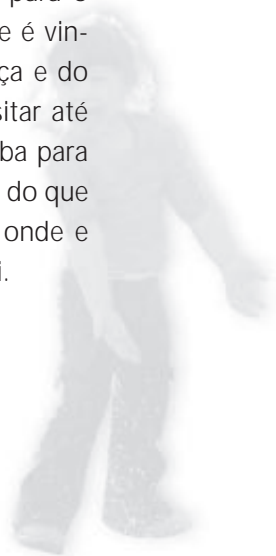 e é vin-
ça e do
sitar até
ba para
do que
onde e
i.